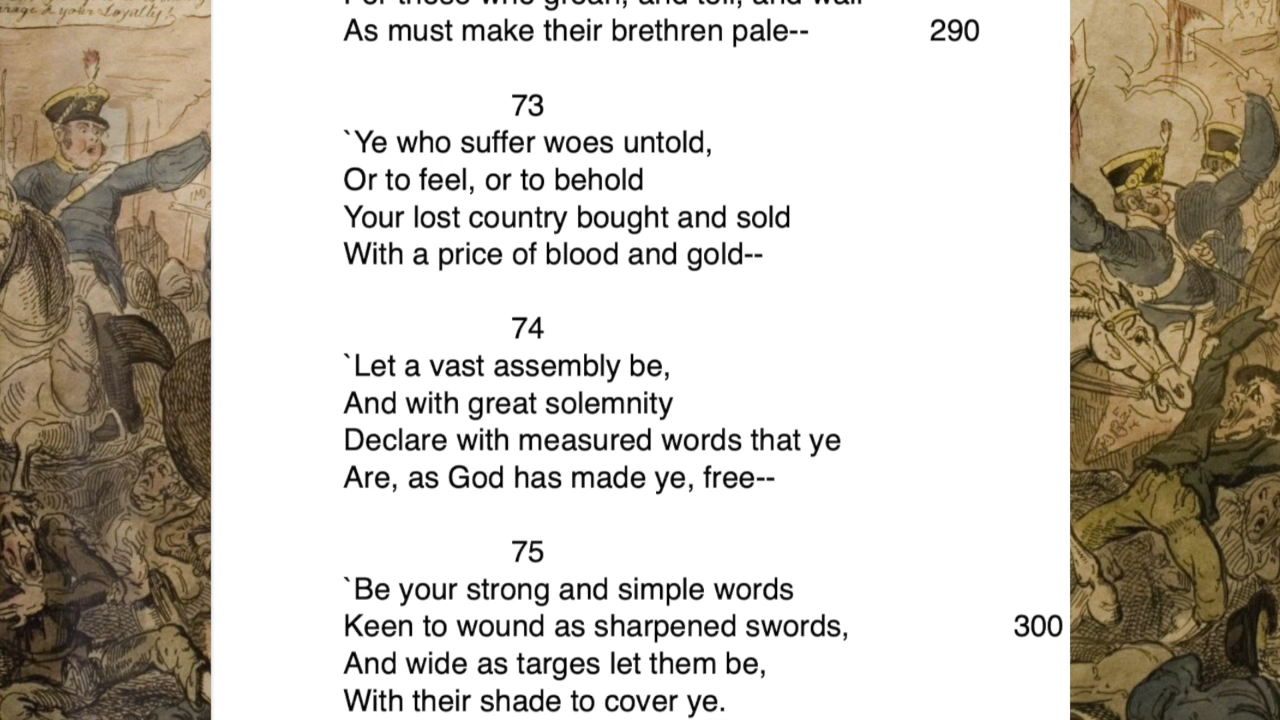 rage & your Loyalty!
As must make their brethren pale-- 290
73
`Ye who suffer woes untold,
Or to feel, or to behold
Your lost country bought and sold
With a price of blood and gold--
74
`Let a vast assembly be,
And with great solemnity
Declare with measured words that ye
Are, as God has made ye, free--
75
`Be your strong and simple words
Keen to wound as sharpened swords, 300
And wide as targes let them be,
With their shade to cover ye.